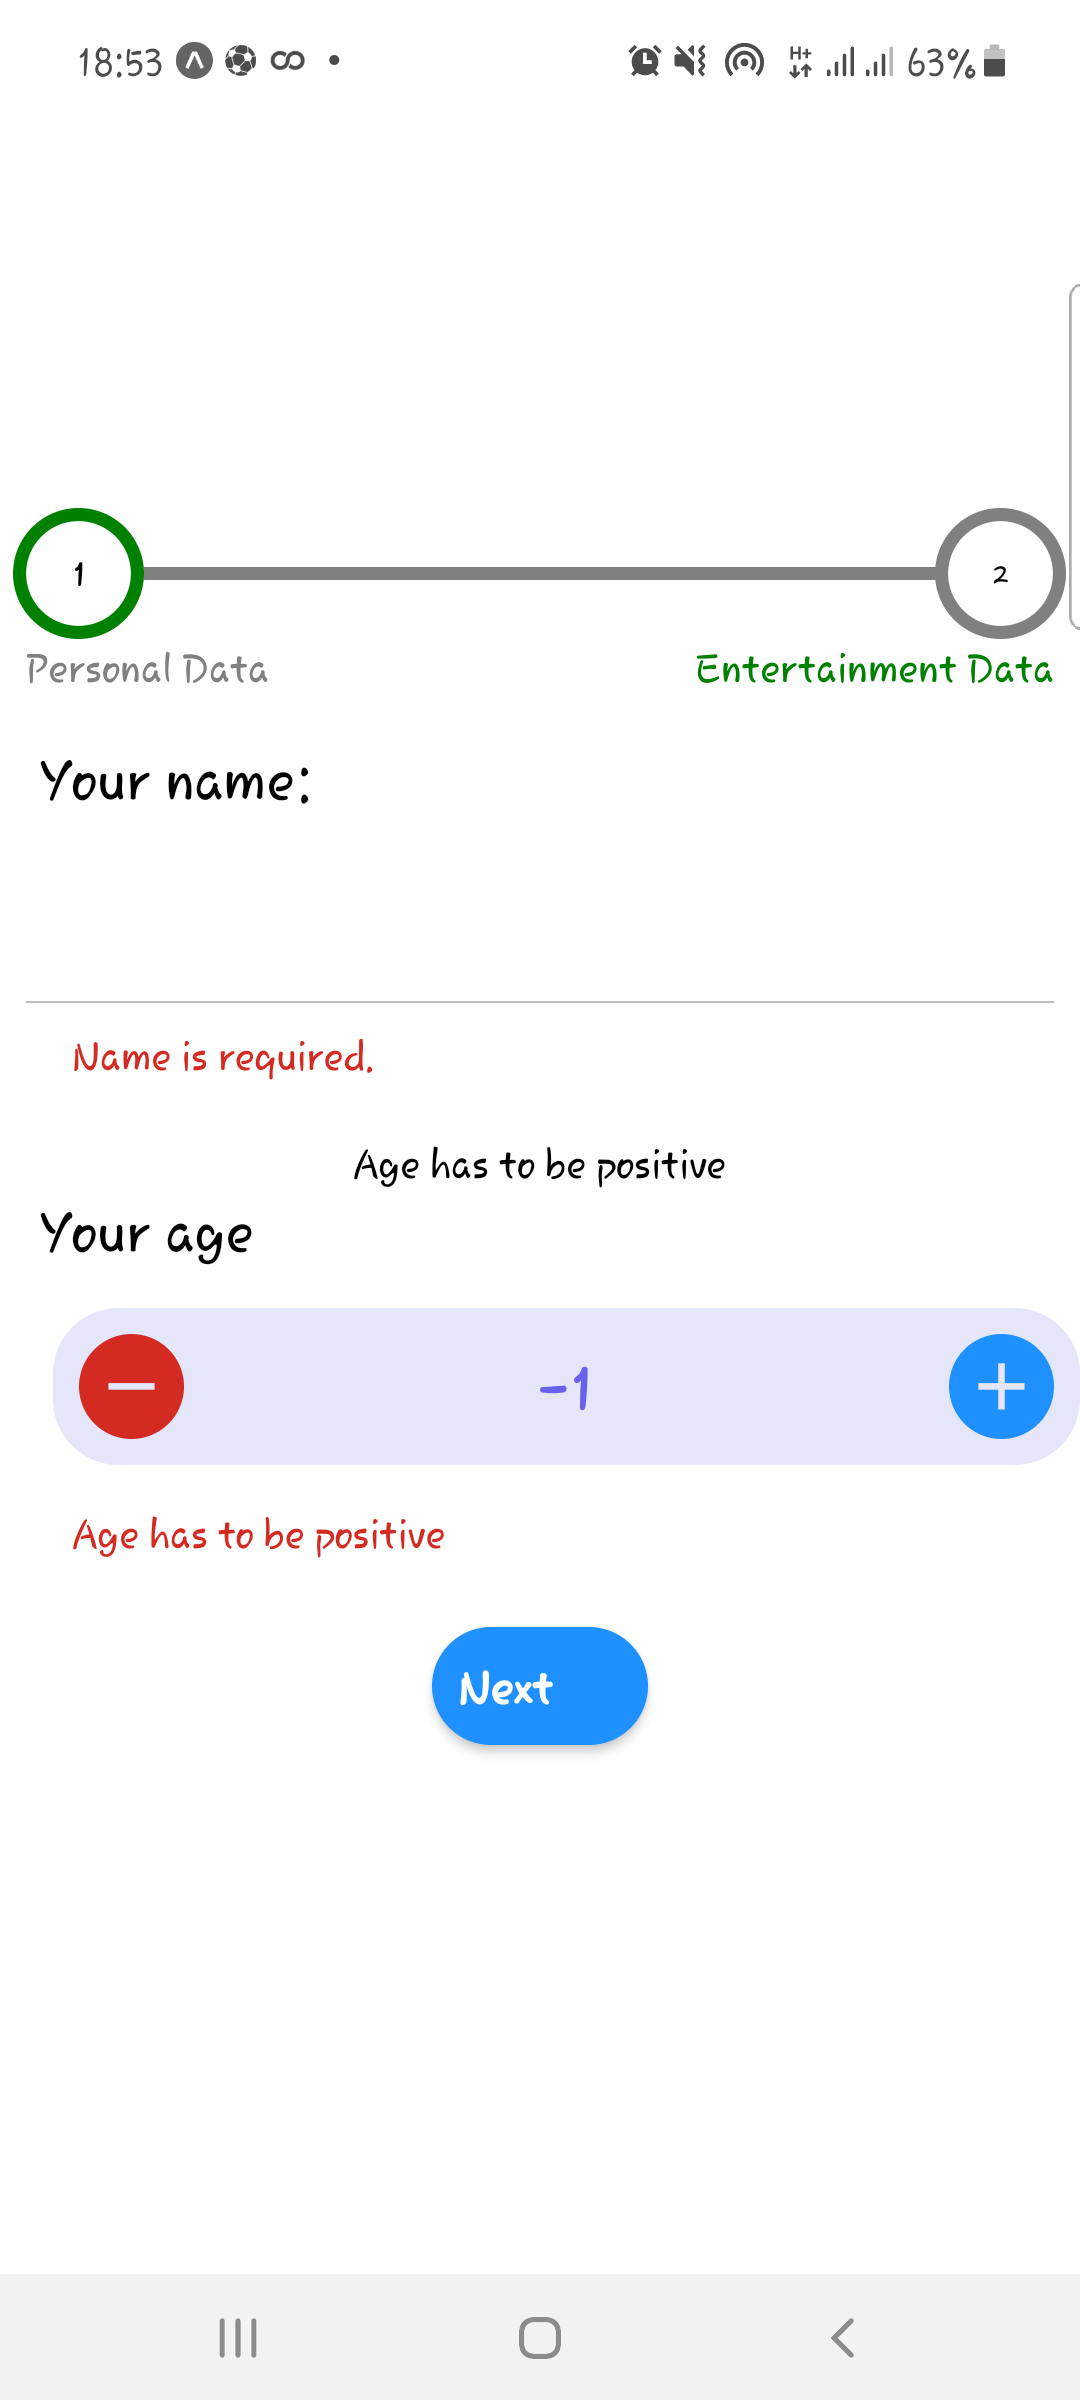 18:53 H+ 63%
1 2
Personal Data Entertainment Data
Your name:
Name is required.
Age has to be positive
Your age
-1
Age has to be positive
Next